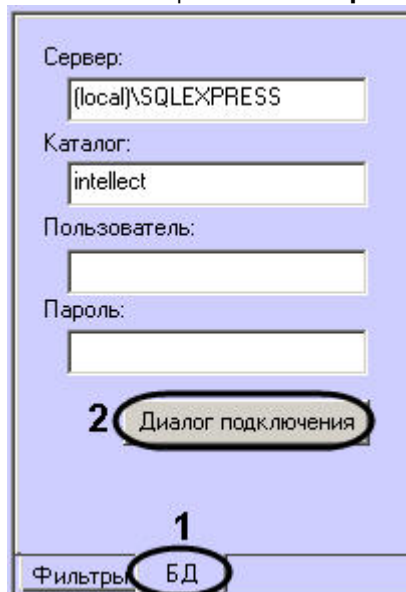 Сервер:
(local)\SQLEXPRESS
Каталог:
intellect
Пользователь:
Пароль:
2 Диалог подключения
1
Фильтры БД